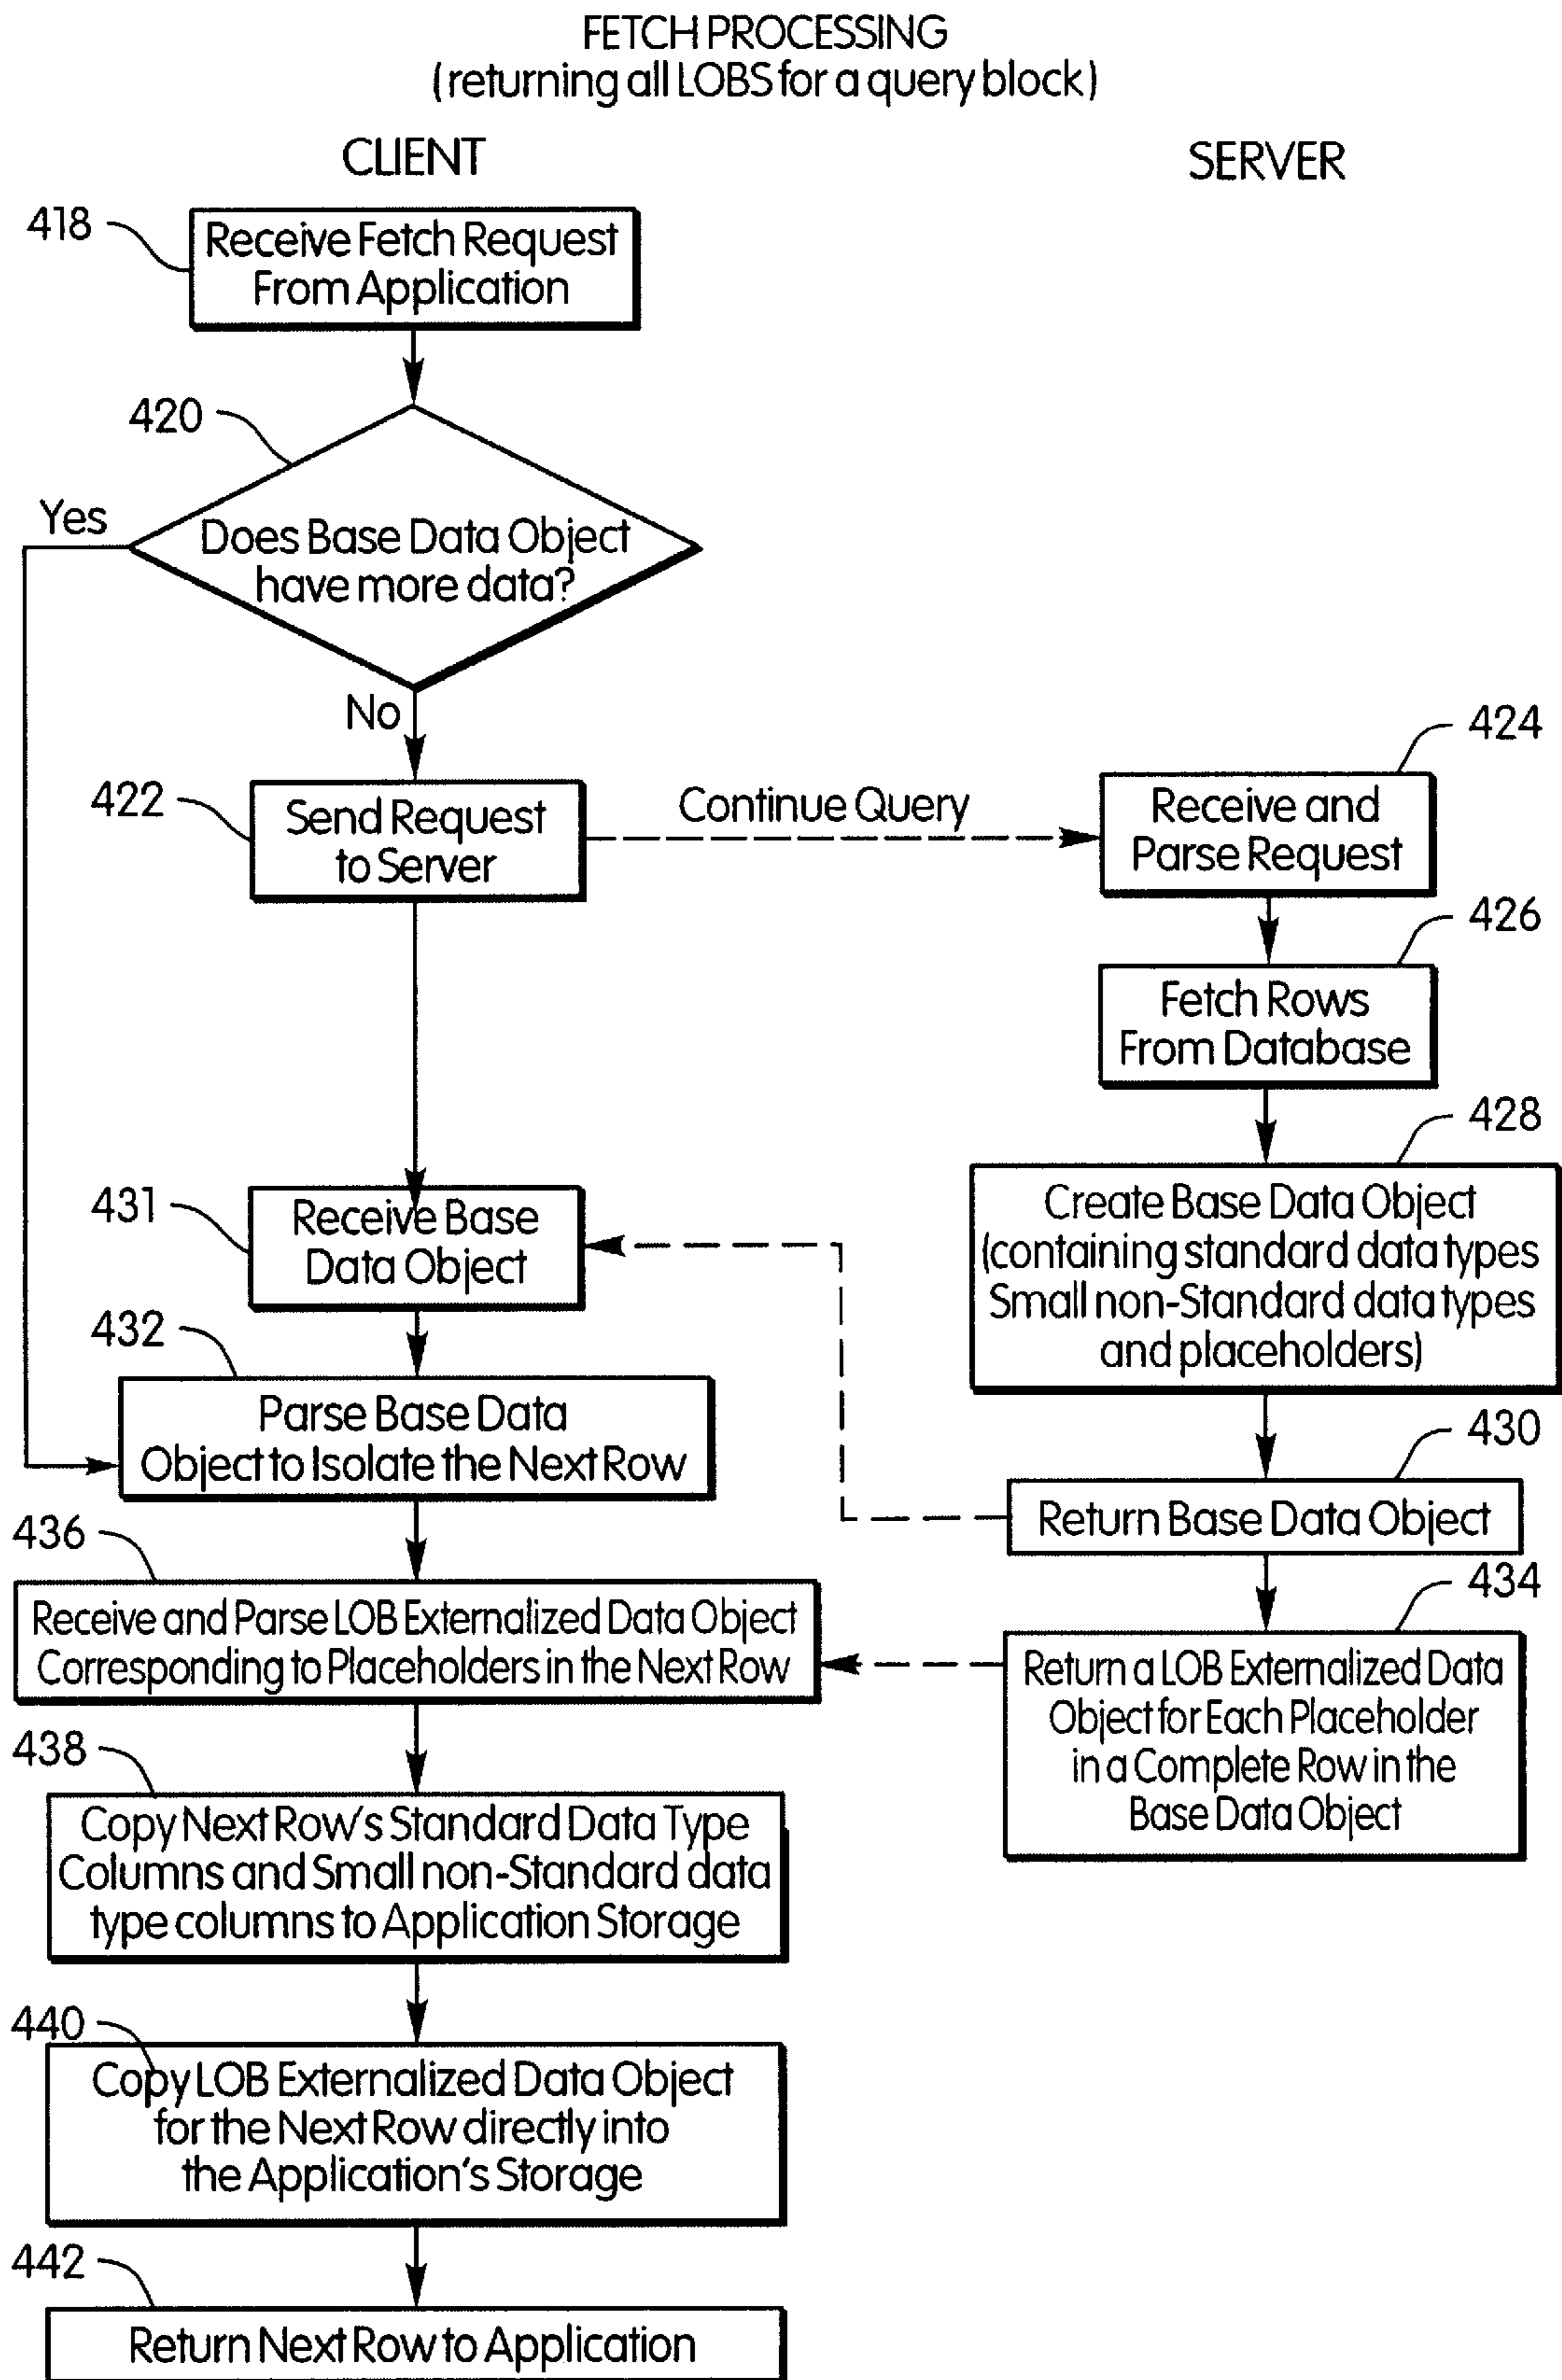 FETCH PROCESSING
(returning all LOBS for a query block)
CLIENT
SERVER
418
Receive Fetch Request
From Application
420
Yes
Does Base Data Object
have more data?
No
422
Send Request
to Server
Continue Query
424
Receive and
Parse Request
426
Fetch Rows
From Database
428
Create Base Data Object
(containing standard data types
Small non-Standard data types
and placeholders)
431
Receive Base
Data Object
432
Parse Base Data
Object to Isolate the Next Row
430
Return Base Data Object
436
Receive and Parse LOB Externalized Data Object
Corresponding to Placeholders in the Next Row
434
Return a LOB Externalized Data
Object for Each Placeholder
in a Complete Row in the
Base Data Object
438
Copy Next Row's Standard Data Type
Columns and Small non-Standard data
type columns to Application Storage
440
Copy LOB Externalized Data Object
for the Next Row directly into
the Application's Storage
442
Return Next Row to Application